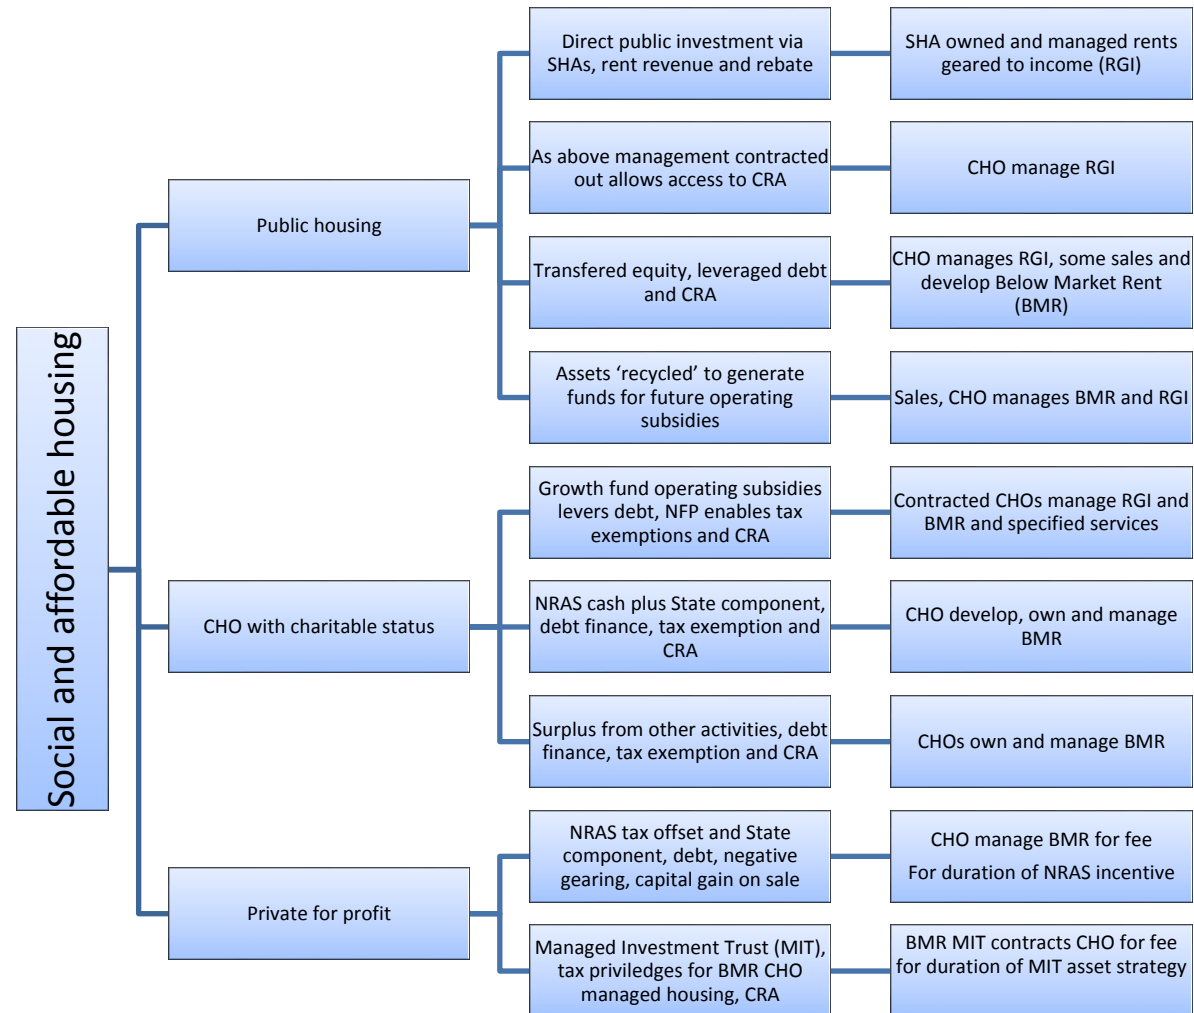 Social and affordable housing
Public housing
Direct public investment via
SHAs, rent revenue and rebate
SHA owned and managed rents
geared to income (RGI)
As above management contracted
out allows access to CRA
CHO manage RGI
Transfered equity, leveraged debt
and CRA
CHO manages RGI, some sales and
develop Below Market Rent
(BMR)
Assets ‘recycled’ to generate
funds for future operating
subsidies
Sales, CHO manages BMR and RGI
CHO with charitable status
Growth fund operating subsidies
levers debt, NFP enables tax
exemptions and CRA
Contracted CHOs manage RGI and
BMR and specified services
NRAS cash plus State component,
debt finance, tax exemption and
CRA
CHO develop, own and manage
BMR
Surplus from other activities, debt
finance, tax exemption and CRA
CHOs own and manage BMR
Private for profit
NRAS tax offset and State
component, debt, negative
gearing, capital gain on sale
CHO manage BMR for fee
For duration of NRAS incentive
Managed Investment Trust (MIT),
tax priviledges for BMR CHO
managed housing, CRA
BMR MIT contracts CHO for fee
for duration of MIT asset strategy